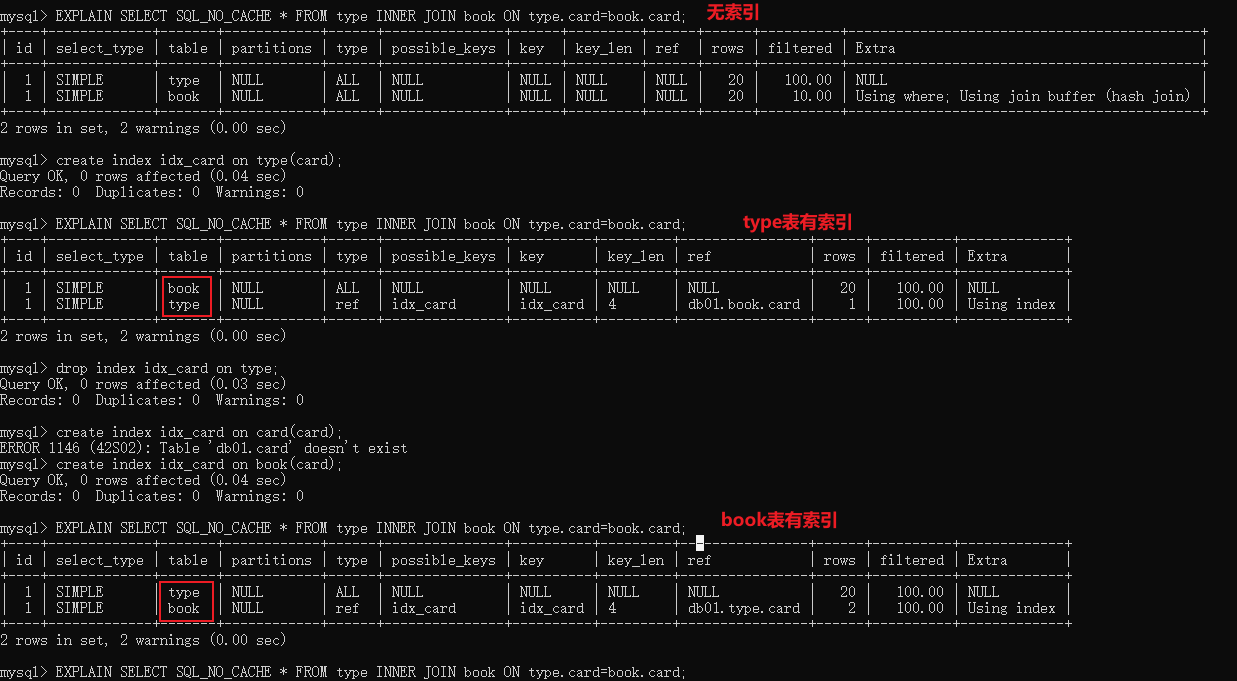 mysql> EXPLAIN SELECT SQL_NO_CACHE * FROM type INNER JOIN book ON type.card=book.card; 无索引
+----+-------------+-------+------------+------+---------------+------+---------+------+------+----------+--------------------------------------------+
| id | select_type | table | partitions | type | possible_keys | key | key_len | ref | rows | filtered | Extra |
+----+-------------+-------+------------+------+---------------+------+---------+------+------+----------+--------------------------------------------+
| 1 | SIMPLE | type | NULL | ALL | NULL | NULL | NULL | NULL | 20 | 100.00 | NULL |
| 1 | SIMPLE | book | NULL | ALL | NULL | NULL | NULL | NULL | 20 | 10.00 | Using where; Using join buffer (hash join) |
+----+-------------+-------+------------+------+---------------+------+---------+------+------+----------+--------------------------------------------+
2 rows in set, 2 warnings (0.00 sec)
mysql> create index idx_card on type(card);
Query OK, 0 rows affected (0.04 sec)
Records: 0 Duplicates: 0 Warnings: 0
mysql> EXPLAIN SELECT SQL_NO_CACHE * FROM type INNER JOIN book ON type.card=book.card; type表有索引
+----+-------------+-------+------------+------+---------------+----------+---------+----------------+------+----------+-------------+
| id | select_type | table | partitions | type | possible_keys | key | key_len | ref | rows | filtered | Extra |
+----+-------------+-------+------------+------+---------------+----------+---------+----------------+------+----------+-------------+
| 1 | SIMPLE | book | NULL | ALL | NULL | NULL | NULL | NULL | 20 | 100.00 | NULL |
| 1 | SIMPLE | type | NULL | ref | idx_card | idx_card | 4 | db01.book.card | 1 | 100.00 | Using index |
+----+-------------+-------+------------+------+---------------+----------+---------+----------------+------+----------+-------------+
2 rows in set, 2 warnings (0.00 sec)
mysql> drop index idx_card on type;
Query OK, 0 rows affected (0.03 sec)
Records: 0 Duplicates: 0 Warnings: 0
mysql> create index idx_card on card(card);
ERROR 1146 (42S02): Table 'db01.card' doesn't exist
mysql> create index idx_card on book(card);
Query OK, 0 rows affected (0.04 sec)
Records: 0 Duplicates: 0 Warnings: 0
mysql> EXPLAIN SELECT SQL_NO_CACHE * FROM type INNER JOIN book ON type.card=book.card; book表有索引
+----+-------------+-------+------------+------+---------------+----------+---------+----------------+------+----------+-------------+
| id | select_type | table | partitions | type | possible_keys | key | key_len | ref | rows | filtered | Extra |
+----+-------------+-------+------------+------+---------------+----------+---------+----------------+------+----------+-------------+
| 1 | SIMPLE | type | NULL | ALL | NULL | NULL | NULL | NULL | 20 | 100.00 | NULL |
| 1 | SIMPLE | book | NULL | ref | idx_card | idx_card | 4 | db01.type.card | 2 | 100.00 | Using index |
+----+-------------+-------+------------+------+---------------+----------+---------+----------------+------+----------+-------------+
2 rows in set, 2 warnings (0.00 sec)
mysql> EXPLAIN SELECT SQL_NO_CACHE * FROM type INNER JOIN book ON type.card=book.card;